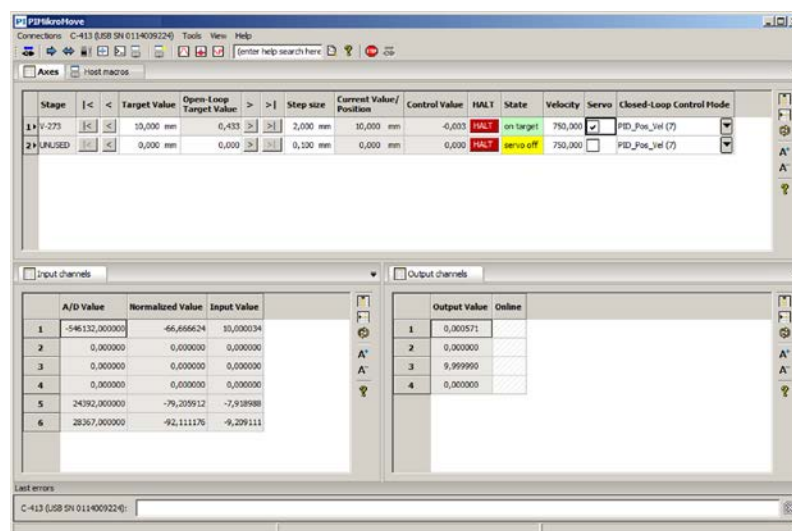 PI PIMikroMove
Connections C-413 (USB SN 0114009224) Tools View Help
(enter help search here
Axes Host macros
Stage |< < Target Value Open-Loop Target Value > >| Step size Current Value/ Position Control Value HALT State Velocity Servo Closed-Loop Control Mode
1 V-273 |< < 10,000 mm 0,433 > >| 2,000 mm 10,000 mm -0,003 HALT on target 750,000 PID_Pos_Vel (7)
2 UNUSED |< < 0,000 mm 0,000 > >| 0,100 mm 0,000 mm 0,000 HALT servo off 750,000 PID_Pos_Vel (7)
Input channels
A/D Value Normalized Value Input Value
1 -546132,000000 -66,666624 10,000034
2 0,000000 0,000000 0,000000
3 0,000000 0,000000 0,000000
4 0,000000 0,000000 0,000000
5 24392,000000 -79,205912 -7,918988
6 28367,000000 -92,111176 -9,209111
Output channels
Output Value Online
1 0,000571
2 0,000000
3 9,999990
4 0,000000
Last errors
C-413 (USB SN 0114009224):